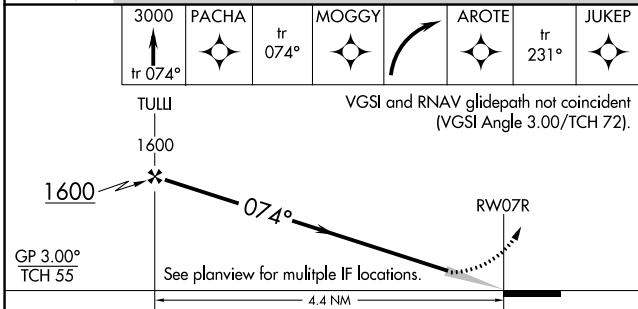 3000
tr 074°
PACHA
tr
074°
MOGGY
AROTE
tr
231°
JUKEP
VGSI and RNAV glidepath not coincident
(VGSI Angle 3.00/TCH 72).
TULLI
1600
1600
074°
RW07R
GP 3.00°
TCH 55
See planview for mulitple IF locations.
4.4 NM